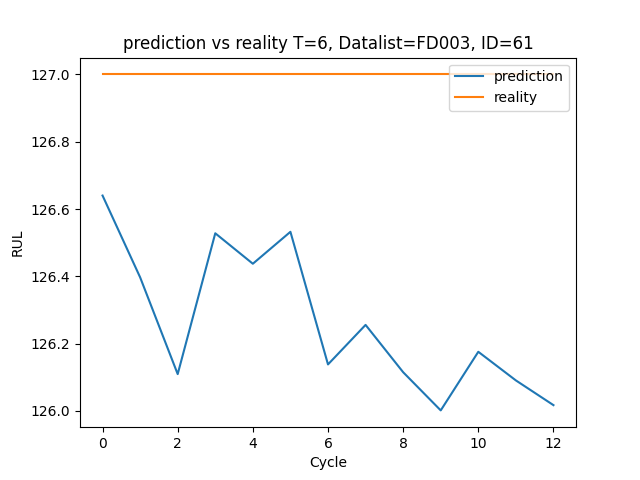 prediction vs reality T=6, Datalist=FD003, ID=61
127.0
126.8
126.6
126.4
126.2
126.0
RUL
prediction
reality
0 2 4 6 8 10 12
Cycle